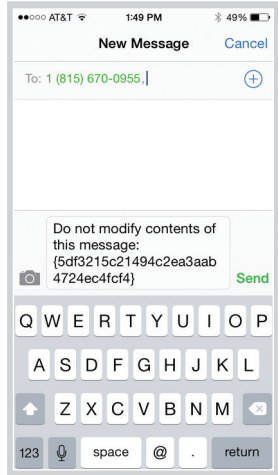 AT&T 1:49 PM 49%
New Message Cancel
To: 1 (815) 670-0955,
Do not modify contents of
this message:
{5df3215c21494c2ea3aab
4724ec4fcf4}
Send
Q W E R T Y U I O P
A S D F G H J K L
Z X C V B N M
123 space @ . return